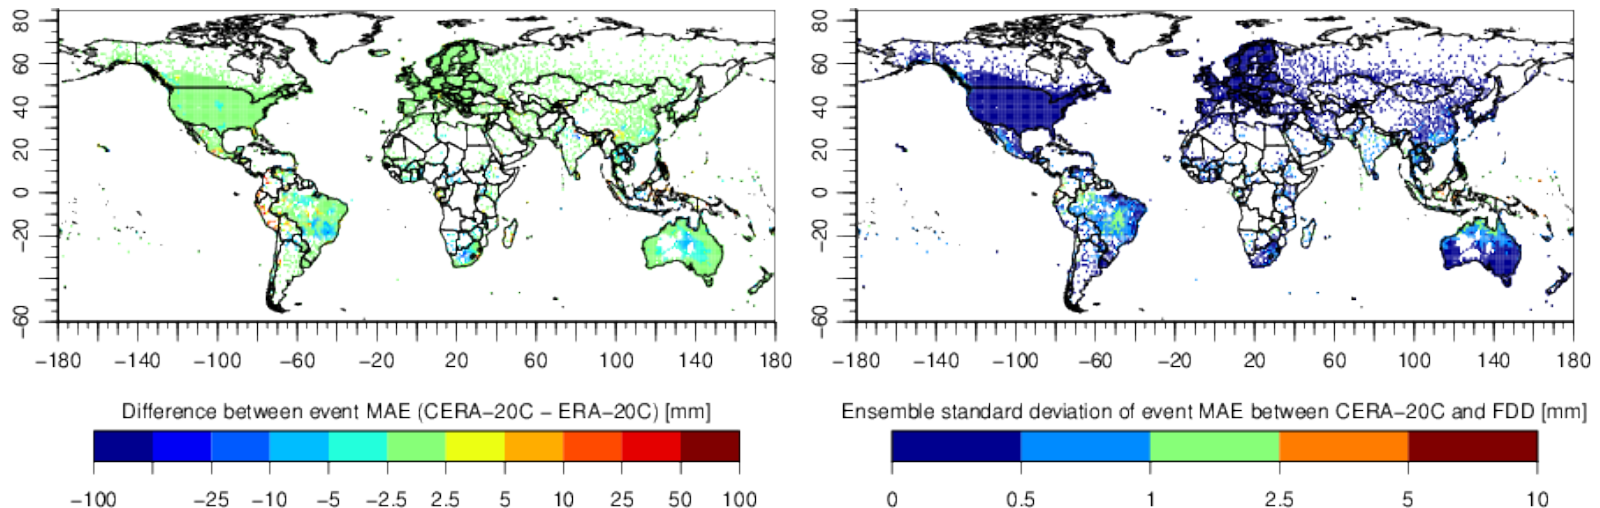 80
60
40
20
0
−20
−60
−180 −140 −100 −60 −20 20 60 100 140 180
Difference between event MAE (CERA−20C − ERA−20C) [mm]
−100 −25 −10 −5 −2.5 2.5 5 10 25 50 100
80
60
40
20
0
−20
−60
−180 −140 −100 −60 −20 20 60 100 140 180
Ensemble standard deviation of event MAE between CERA−20C and FDD [mm]
0 0.5 1 2.5 5 10